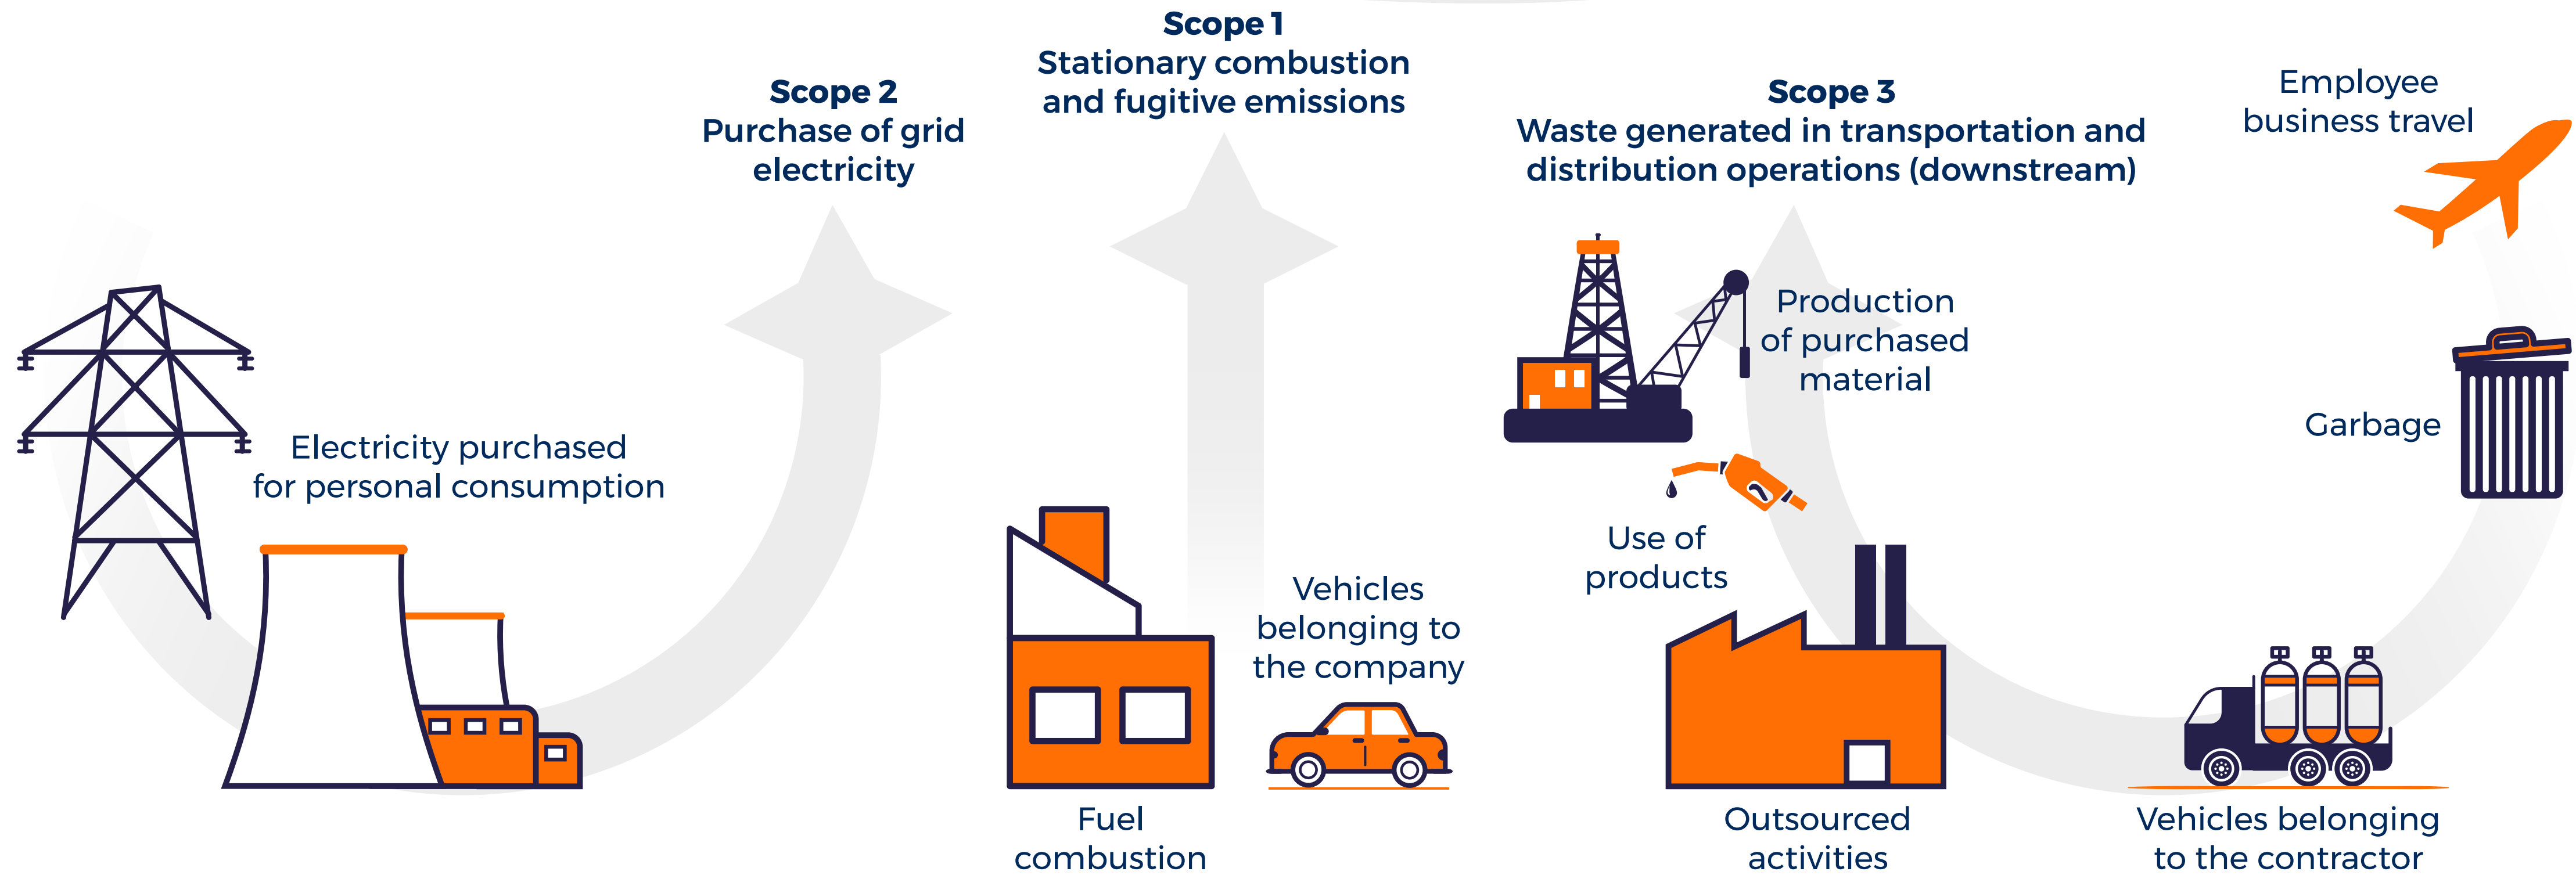 Scope 2
Purchase of grid
electricity
Electricity purchased
for personal consumption
Scope 1
Stationary combustion
and fugitive emissions
Fuel
combustion
Vehicles
belonging to
the company
Scope 3
Waste generated in transportation and
distribution operations (downstream)
Production
of purchased
material
Use of
products
Outsourced
activities
Employee
business travel
Garbage
Vehicles belonging
to the contractor